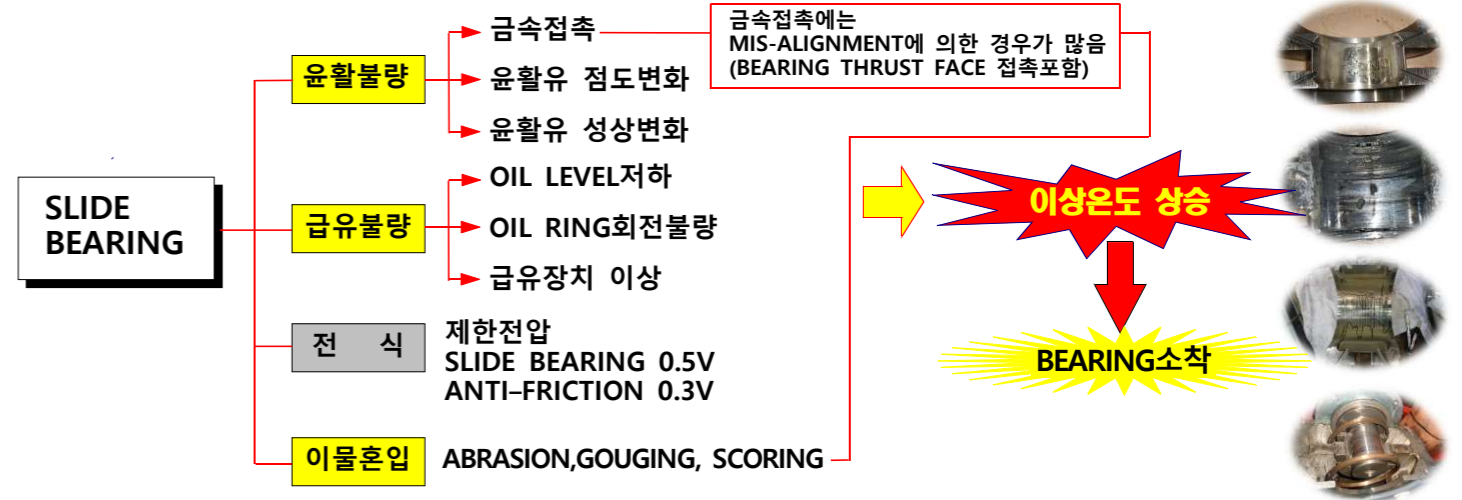 SLIDE
BEARING
윤활불량
금속접촉
윤활유 점도변화
윤활유 성상변화
금속접촉에는
MIS-ALIGNMENT에 의한 경우가 많음
(BEARING THRUST FACE 접촉포함)
급유불량
OIL LEVEL저하
OIL RING회전불량
급유장치 이상
전 식
제한전압
SLIDE BEARING 0.5V
ANTI-FRICTION 0.3V
이물혼입
ABRASION,GOUGING, SCORING
이상온도 상승
BEARING소착